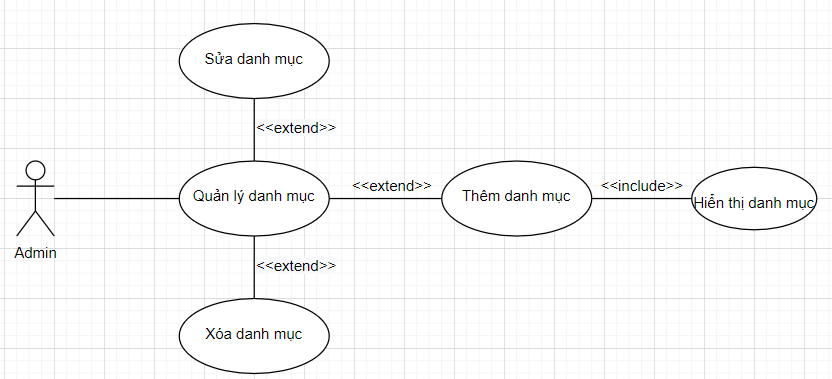 Sửa danh mục
<<extend>>
Admin
Quản lý danh mục
<<extend>>
Thêm danh mục
<<include>>
Hiển thị danh mục
<<extend>>
Xóa danh mục